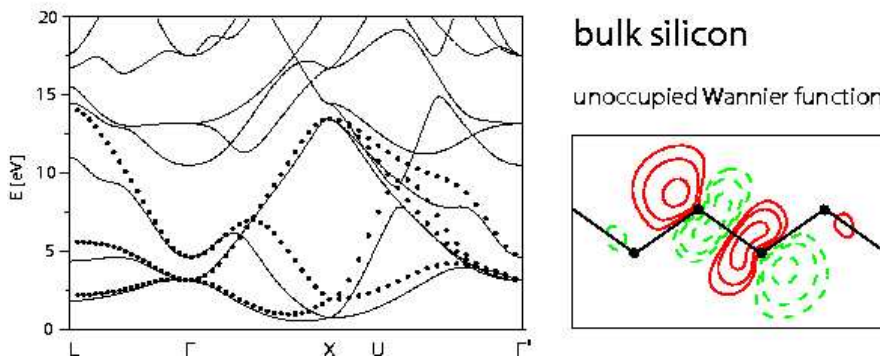 20
15
10
5
0
E [eV]
L Γ X U Γ'
bulk silicon
unoccupied Wannier function